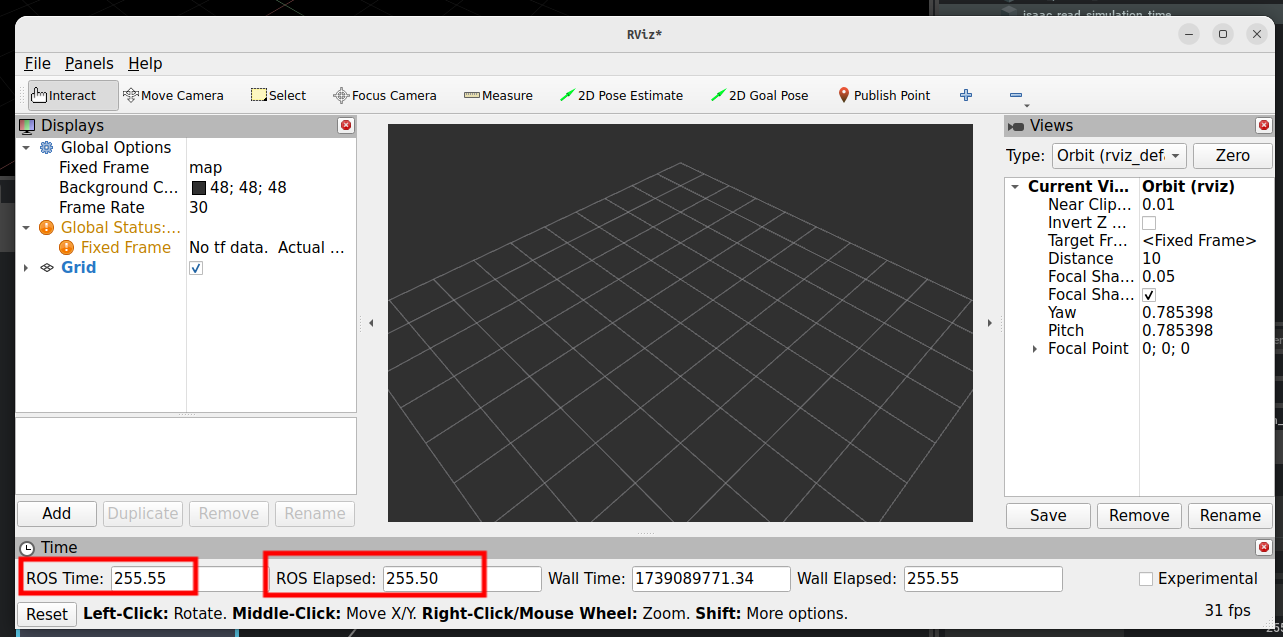 isaac_read_simulation_time
RViz*
File Panels Help
Interact Move Camera Select Focus Camera Measure 2D Pose Estimate 2D Goal Pose Publish Point
Displays
Global Options
Fixed Frame map
Background C... 48; 48; 48
Frame Rate 30
Global Status:...
Fixed Frame No tf data.  Actual ...
Grid
Add Duplicate Remove Rename
Views
Type: Orbit (rviz_defa Zero
Current Vi... Orbit (rviz)
Near Clip... 0.01
Invert Z ...
Target Fr... <Fixed Frame>
Distance 10
Focal Sha... 0.05
Focal Sha...
Yaw 0.785398
Pitch 0.785398
Focal Point 0; 0; 0
Save Remove Rename
Time
ROS Time: 255.55 ROS Elapsed: 255.50 Wall Time: 1739089771.34 Wall Elapsed: 255.55 Experimental
Reset Left-Click: Rotate. Middle-Click: Move X/Y. Right-Click/Mouse Wheel: Zoom. Shift: More options. 31 fps